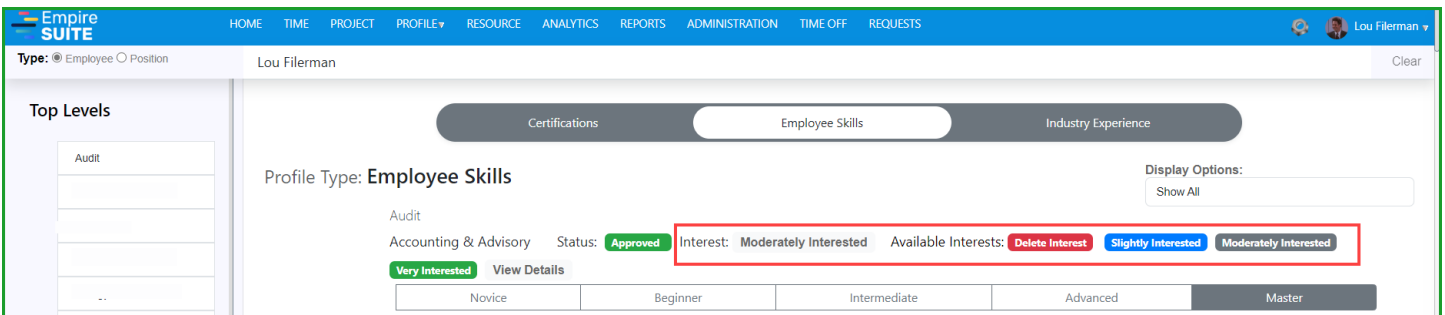 Empire
SUITE
HOME TIME PROJECT PROFILE▾ RESOURCE ANALYTICS REPORTS ADMINISTRATION TIME OFF REQUESTS
Lou Filerman ▾
Type: Employee Position
Lou Filerman
Clear
Top Levels
Audit
Certifications Employee Skills Industry Experience
Profile Type: Employee Skills
Display Options:
Show All
Audit
Accounting & Advisory Status: Approved Interest: Moderately Interested Available Interests: Delete Interest Slightly Interested Moderately Interested
Very Interested View Details
Novice Beginner Intermediate Advanced Master